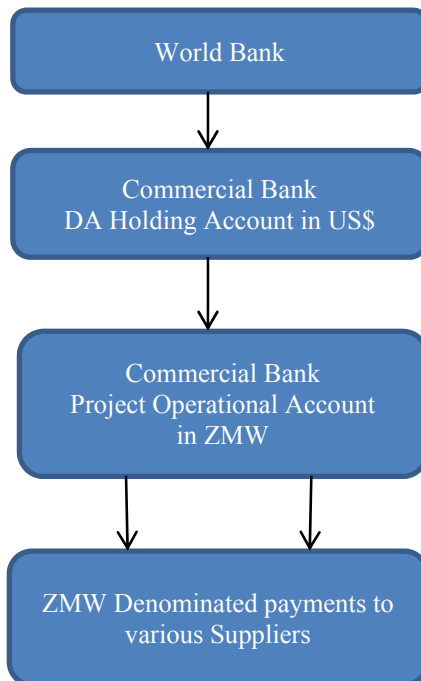 World Bank
Commercial Bank
DA Holding Account in US$
Commercial Bank
Project Operational Account
in ZMW
ZMW Denominated payments to
various Suppliers